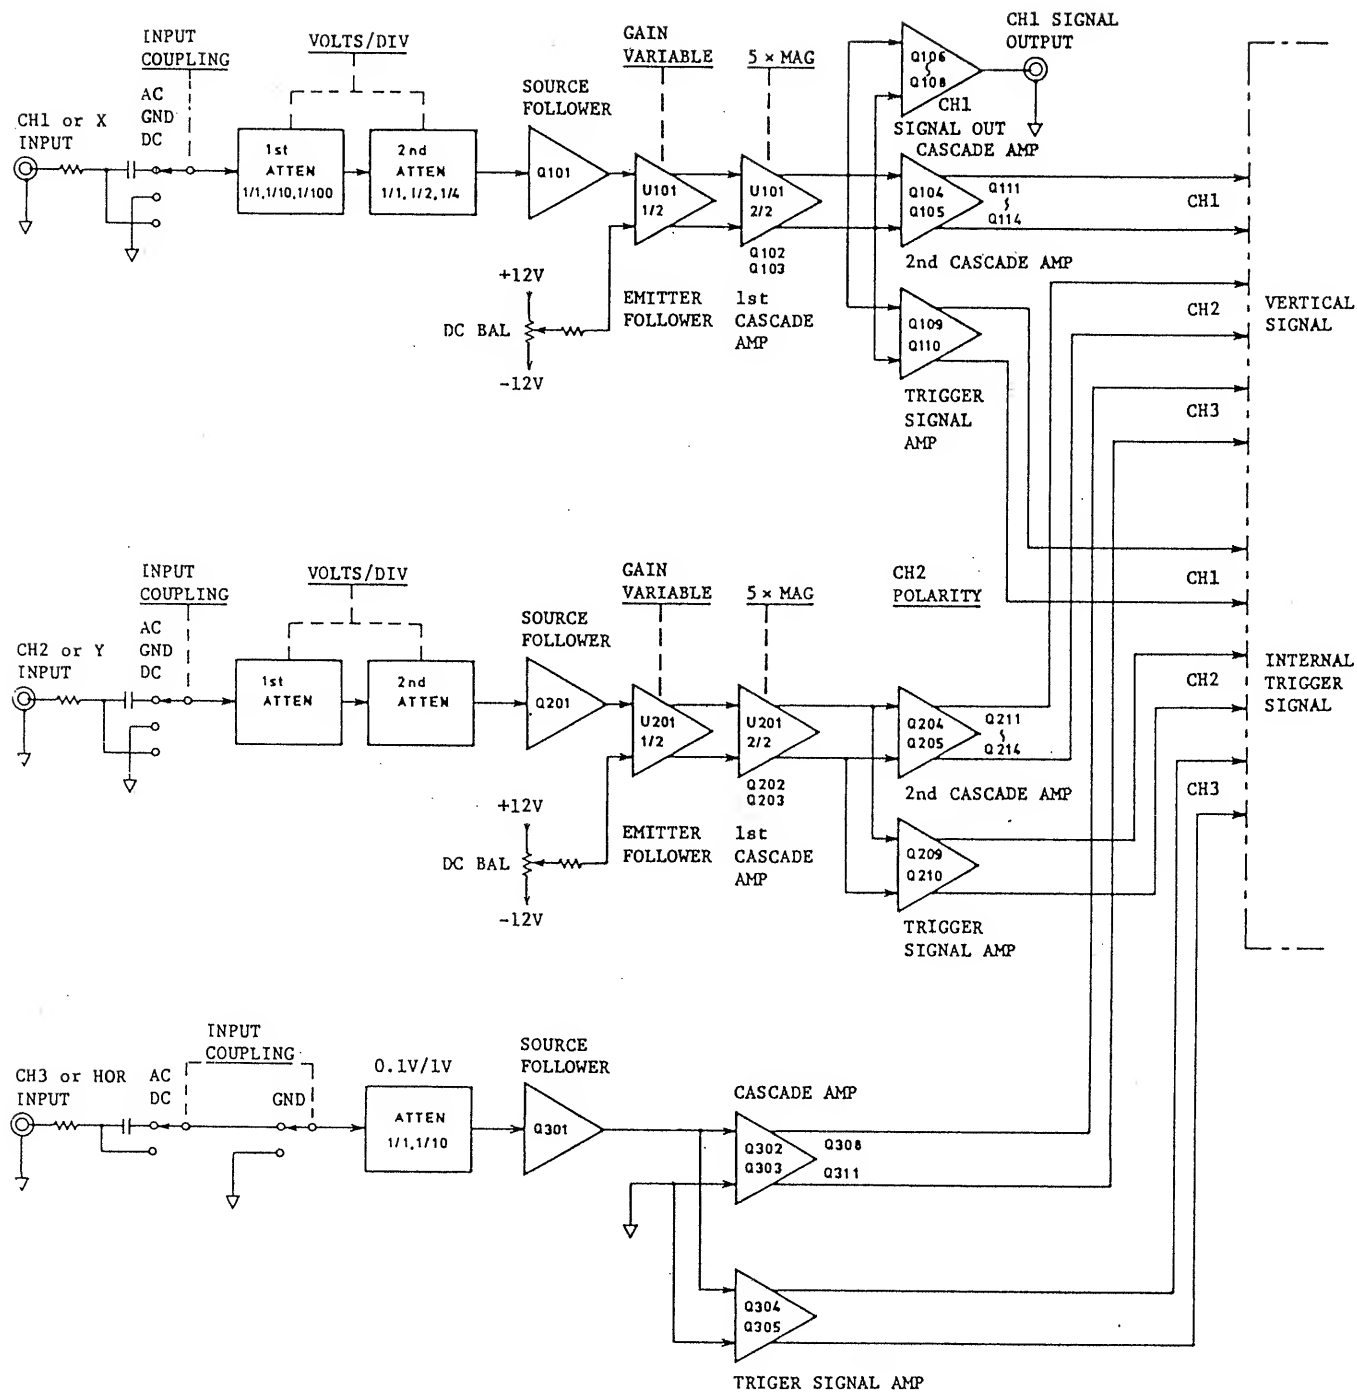 CH1 SIGNAL
OUTPUT
INPUT
COUPLING
VOLTS/DIV
GAIN
VARIABLE
5 × MAG
Q106
∫
Q108
CH1
SIGNAL OUT
CASCADE AMP
AC
GND
DC
SOURCE
FOLLOWER
CH1 or X
INPUT
1st
ATTEN
1/1,1/10,1/100
2nd
ATTEN
1/1, 1/2, 1/4
Q101
U101
1/2
U101
2/2
Q102
Q103
Q104
Q105
Q111
∫
Q114
CH1
2nd CASCADE AMP
+12V
DC BAL
-12V
EMITTER
FOLLOWER
1st
CASCADE
AMP
Q109
Q110
TRIGGER
SIGNAL
AMP
CH2
VERTICAL
SIGNAL
CH3
INPUT
COUPLING
VOLTS/DIV
GAIN
VARIABLE
5 × MAG
CH2
POLARITY
CH1
AC
GND
DC
SOURCE
FOLLOWER
CH2 or Y
INPUT
1st
ATTEN
2nd
ATTEN
Q201
U201
1/2
U201
2/2
Q202
Q203
Q204
Q205
Q211
∫
Q214
2nd CASCADE AMP
CH2
INTERNAL
TRIGGER
SIGNAL
CH3
+12V
DC BAL
-12V
EMITTER
FOLLOWER
1st
CASCADE
AMP
Q209
Q210
TRIGGER
SIGNAL AMP
INPUT
COUPLING
SOURCE
FOLLOWER
CH3 or HOR
INPUT
AC
DC
GND
0.1V/1V
ATTEN
1/1,1/10
Q301
CASCADE AMP
Q302
Q303
Q308
Q311
Q304
Q305
TRIGER SIGNAL AMP